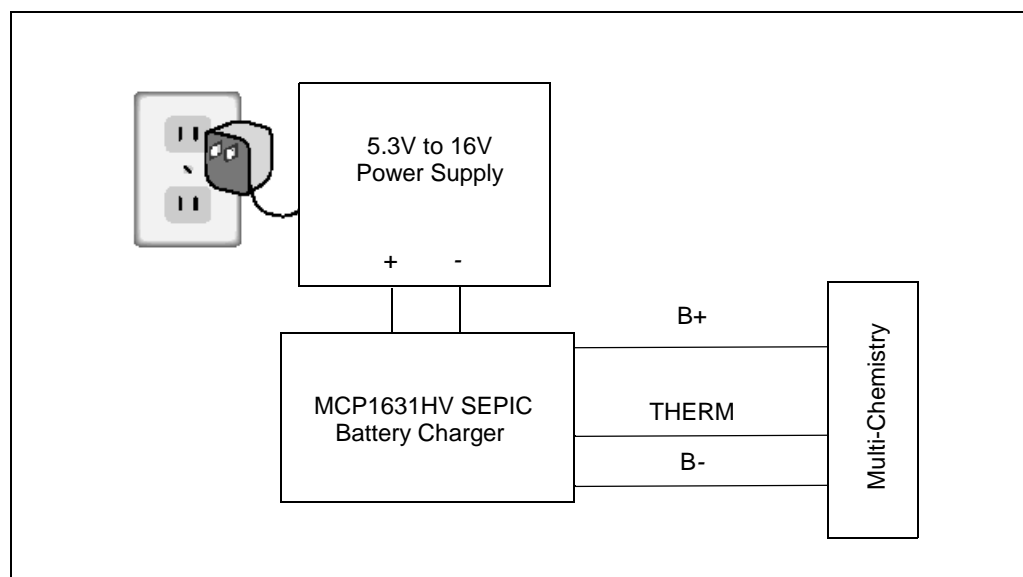 5.3V to 16V
Power Supply
+ -
B+
MCP1631HV SEPIC
Battery Charger
THERM
B-
Multi-Chemistry